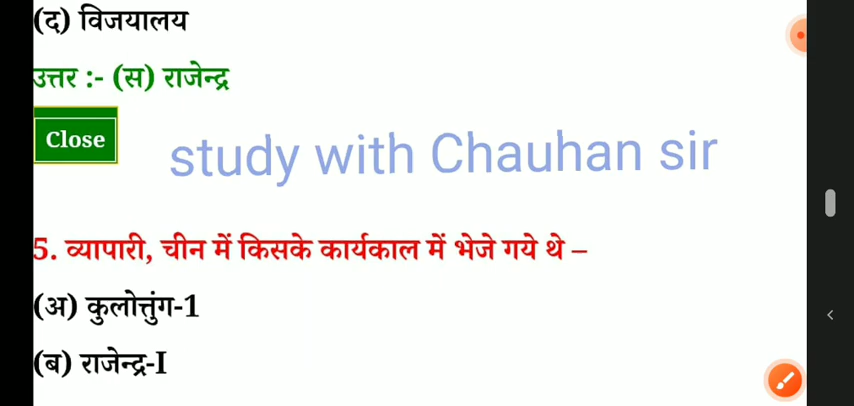 (द) विजयालय
उत्तर :- (स) राजेन्द्र
Close
study with Chauhan sir
5. व्यापारी, चीन में किसके कार्यकाल में भेजे गये थे –
(अ) कुलोत्तुंग-1
(ब) राजेन्द्र-I